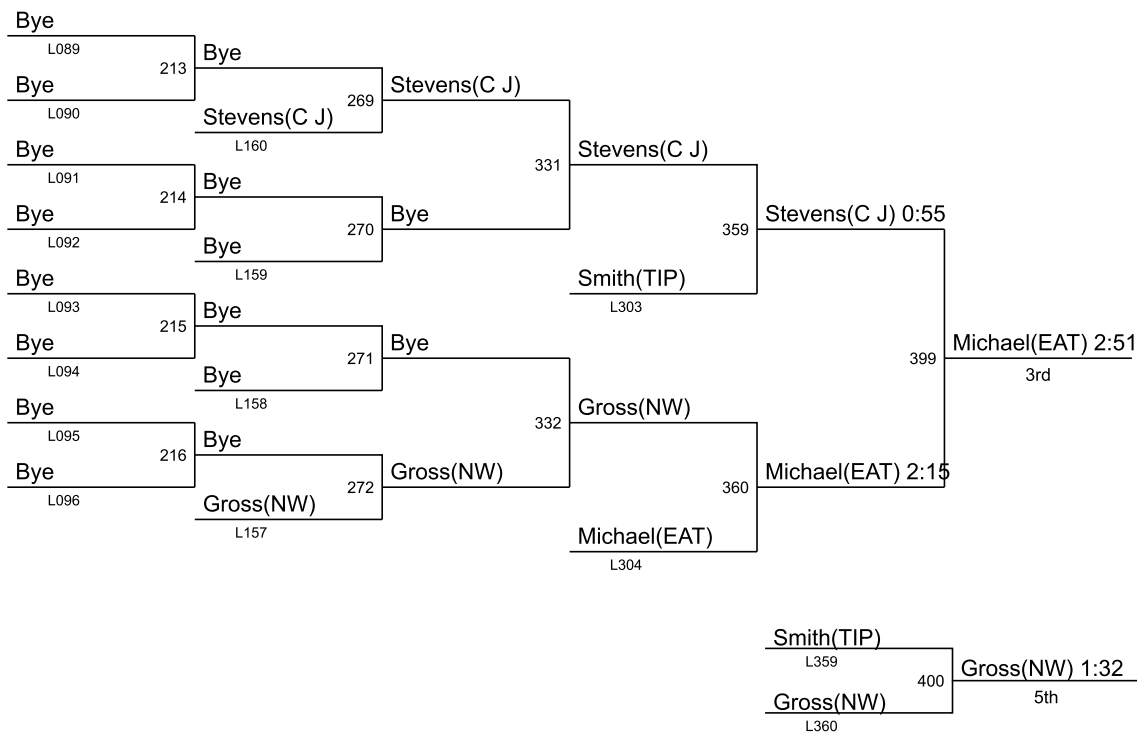 Bye
L089
213
Bye
Bye
L090
269
Stevens(C J)
Stevens(C J)
L160
Bye
L091
214
Bye
331
Stevens(C J)
Bye
L092
270
Bye
Bye
L159
359
Stevens(C J) 0:55
Smith(TIP)
L303
Bye
L093
215
Bye
Bye
L094
271
Bye
Bye
L158
399
Michael(EAT) 2:51
3rd
Bye
L095
216
Bye
332
Gross(NW)
Bye
L096
272
Gross(NW)
Gross(NW)
L157
360
Michael(EAT) 2:15
Michael(EAT)
L304
Smith(TIP)
L359
400
Gross(NW) 1:32
5th
Gross(NW)
L360